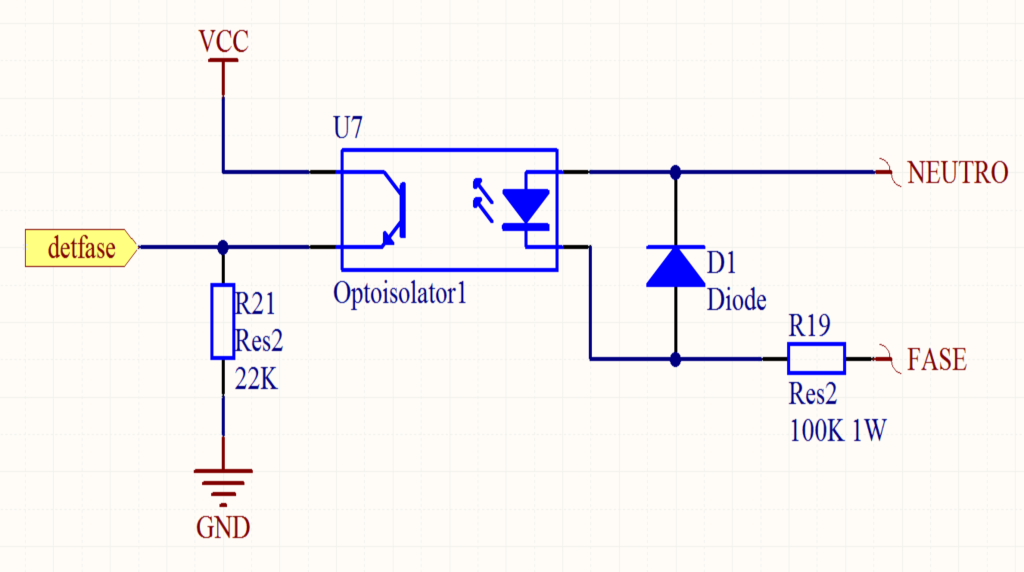 VCC
U7
NEUTRO
detfase
Optoisolator1
D1
Diode
R21
Res2
22K
R19
FASE
Res2
100K 1W
GND